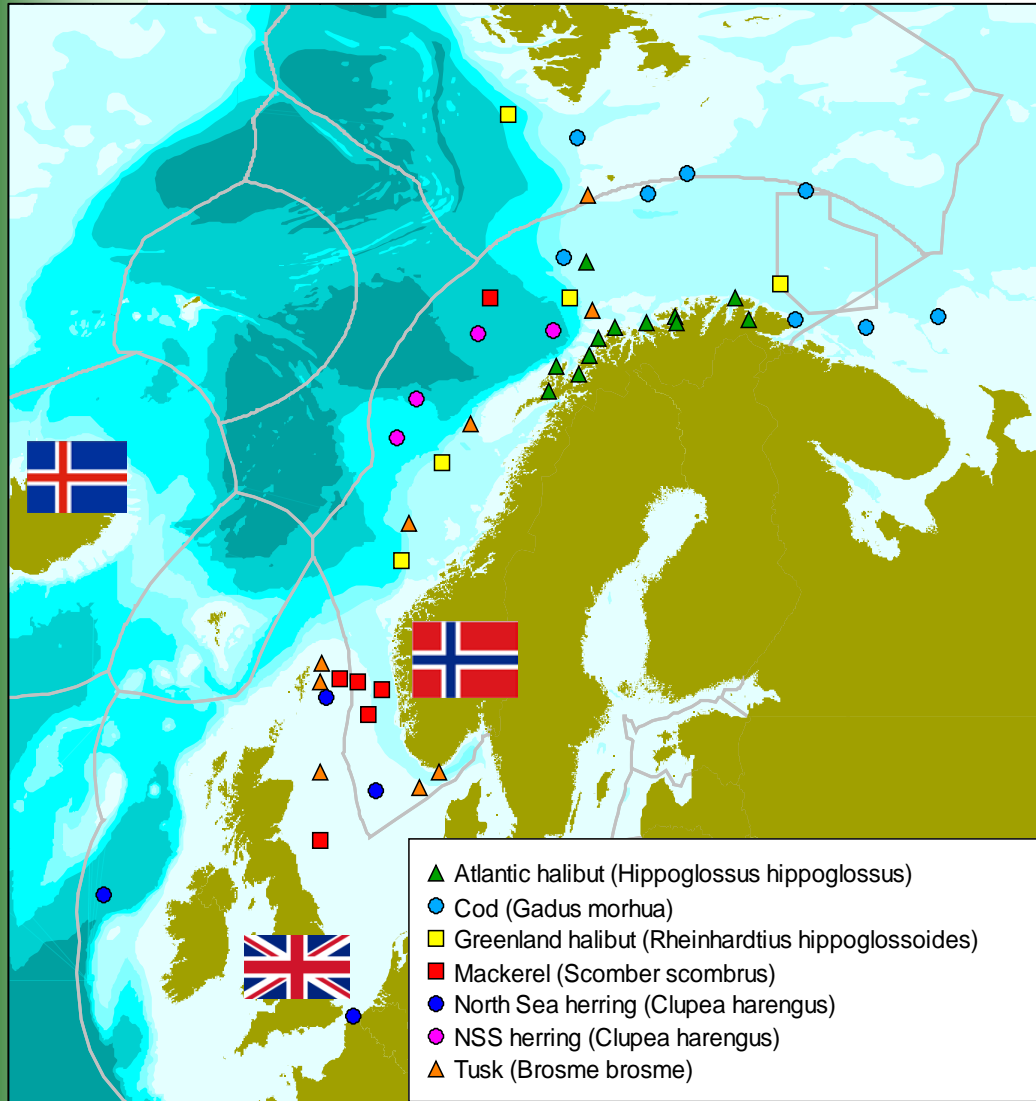 Atlantic halibut (Hippoglossus hippoglossus)
Cod (Gadus morhua)
Greenland halibut (Rheinhardtius hippoglossoides)
Mackerel (Scomber scombrus)
North Sea herring (Clupea harengus)
NSS herring (Clupea harengus)
Tusk (Brosme brosme)